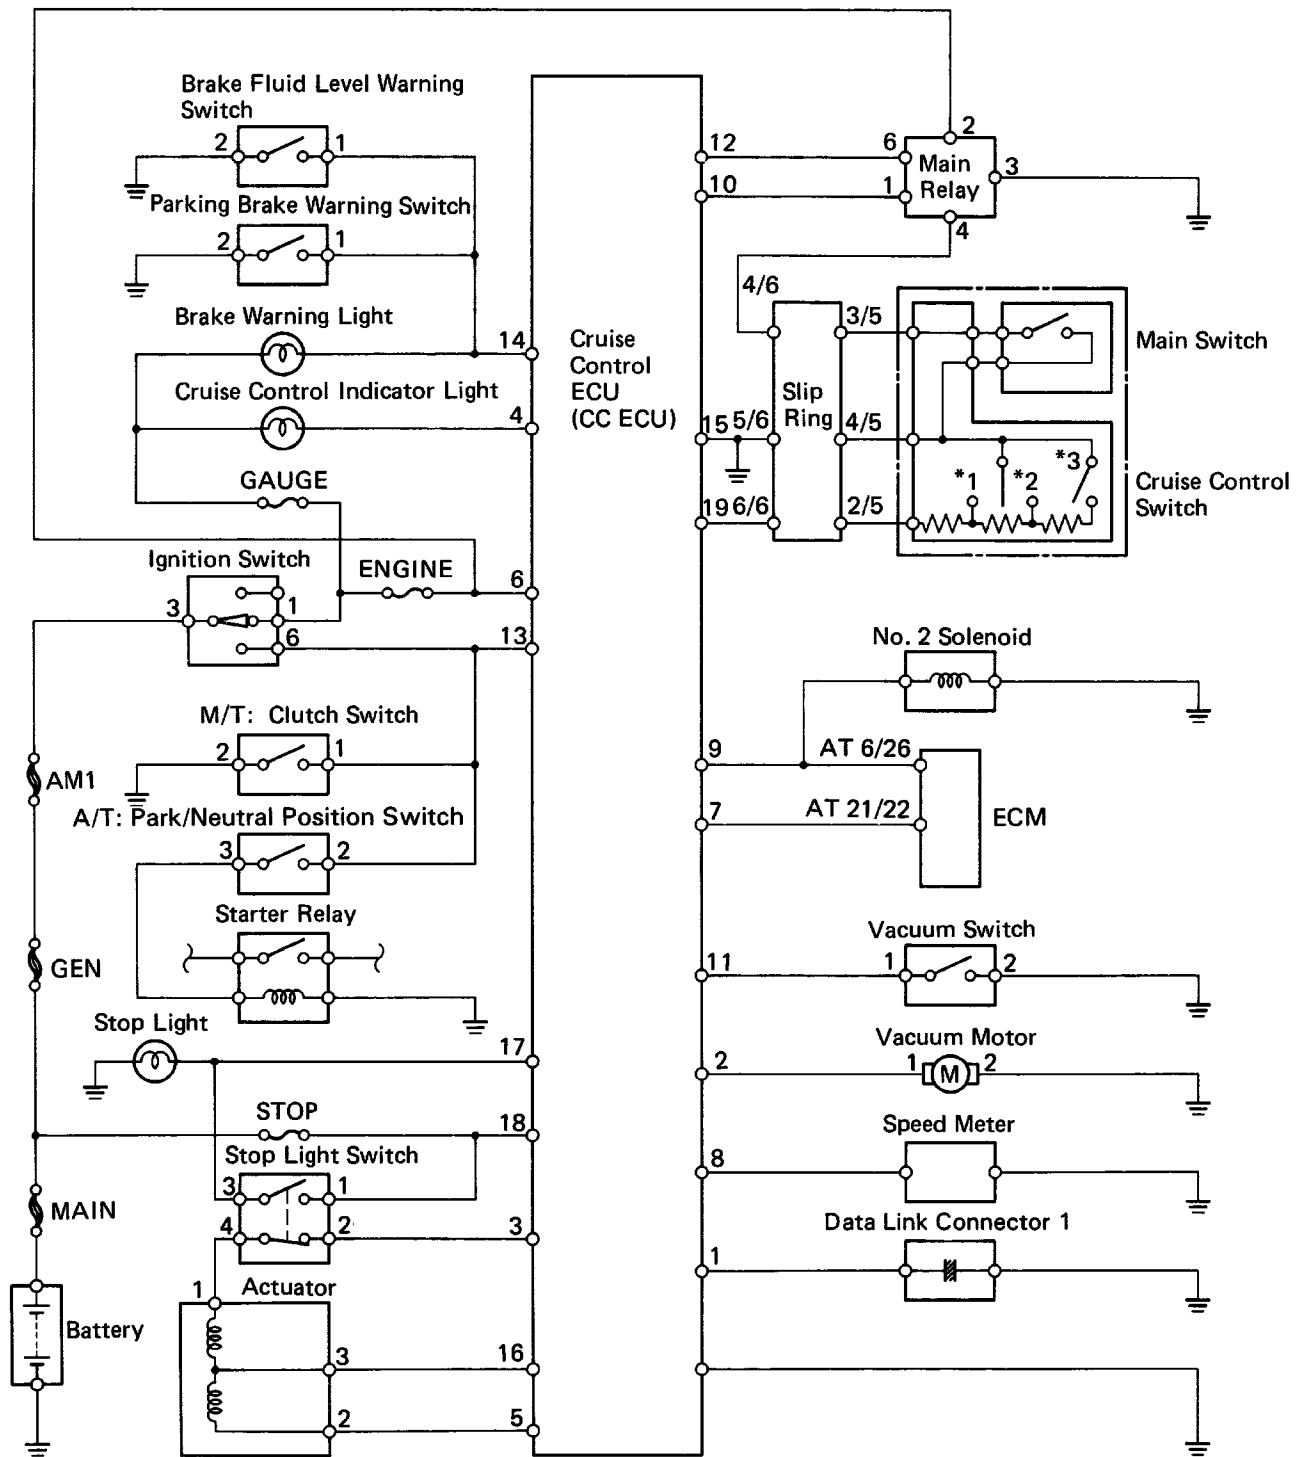 Brake Fluid Level Warning
Switch
2
1
Parking Brake Warning Switch
2
1
Brake Warning Light
14
Cruise Control Indicator Light
4
GAUGE
Ignition Switch
ENGINE
6
3
1
6
13
M/T: Clutch Switch
2
1
AM1
A/T: Park/Neutral Position Switch
3
2
Starter Relay
GEN
Stop Light
17
STOP
18
Stop Light Switch
3
1
MAIN
4
2
3
1
Actuator
Battery
3
16
2
5
Cruise
Control
ECU
(CC ECU)
12
6
2
Main
Relay
3
10
1
4
4/6
3/5
Main Switch
Slip
Ring
15
5/6
4/5
*1
*2
*3
Cruise Control
Switch
19
6/6
2/5
No. 2 Solenoid
9
AT 6/26
7
AT 21/22
ECM
Vacuum Switch
11
1
2
Vacuum Motor
2
1
M
2
Speed Meter
8
Data Link Connector 1
1